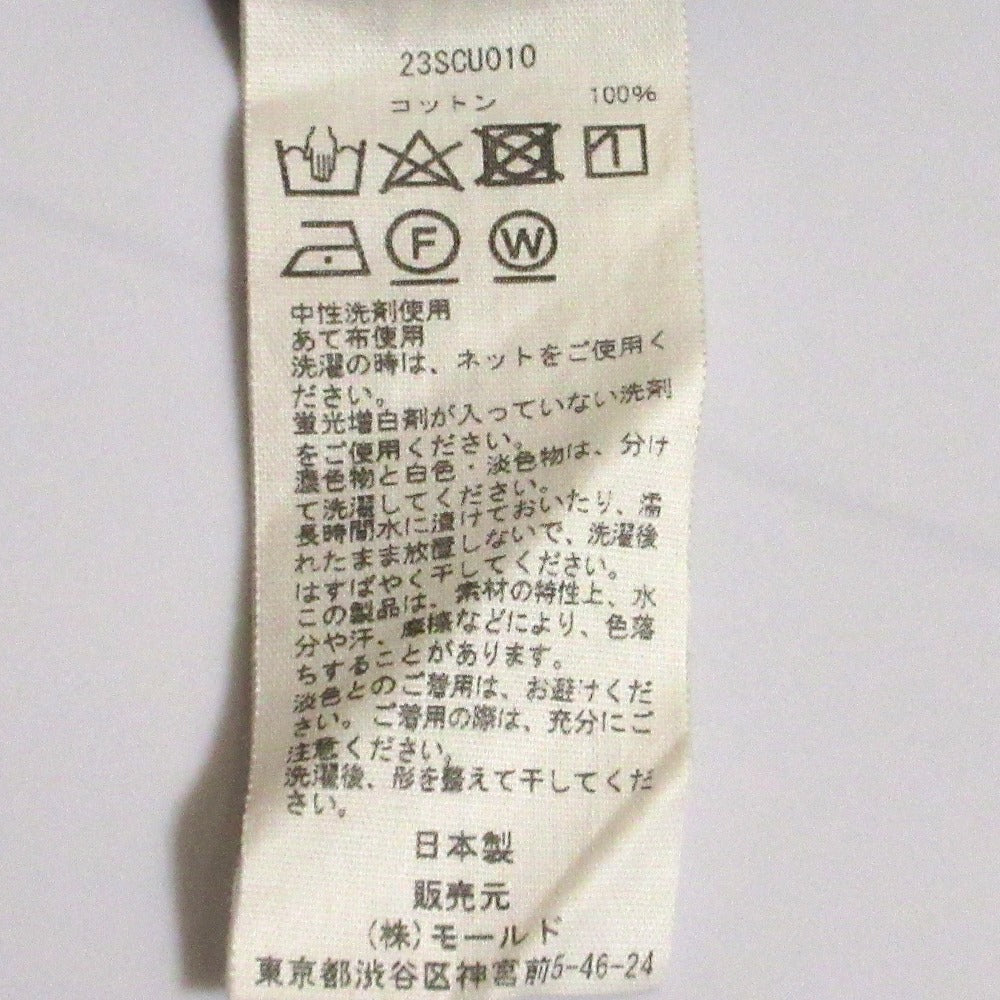 23SCU010
コットン 100%
F W
中性洗剤使用
あて布使用
洗濯の時は、ネットをご使用く
ださい。
蛍光増白剤が入っていない洗剤
をご使用ください。
濃色物と白色・淡色物は、分け
て洗濯してください。
長時間水に漬けておいたり、濡
れたまま放置しないで、洗濯後
はすばやく干してください。
この製品は、素材の特性上、水
分や汗、摩擦などにより、色落
ちすることがあります。
淡色とのご着用は、お避けくだ
さい。ご着用の際は、充分にご
注意ください。
洗濯後、形を整えて干してくだ
さい。
日本製
販売元
(株)モールド
東京都渋谷区神宮前5-46-24